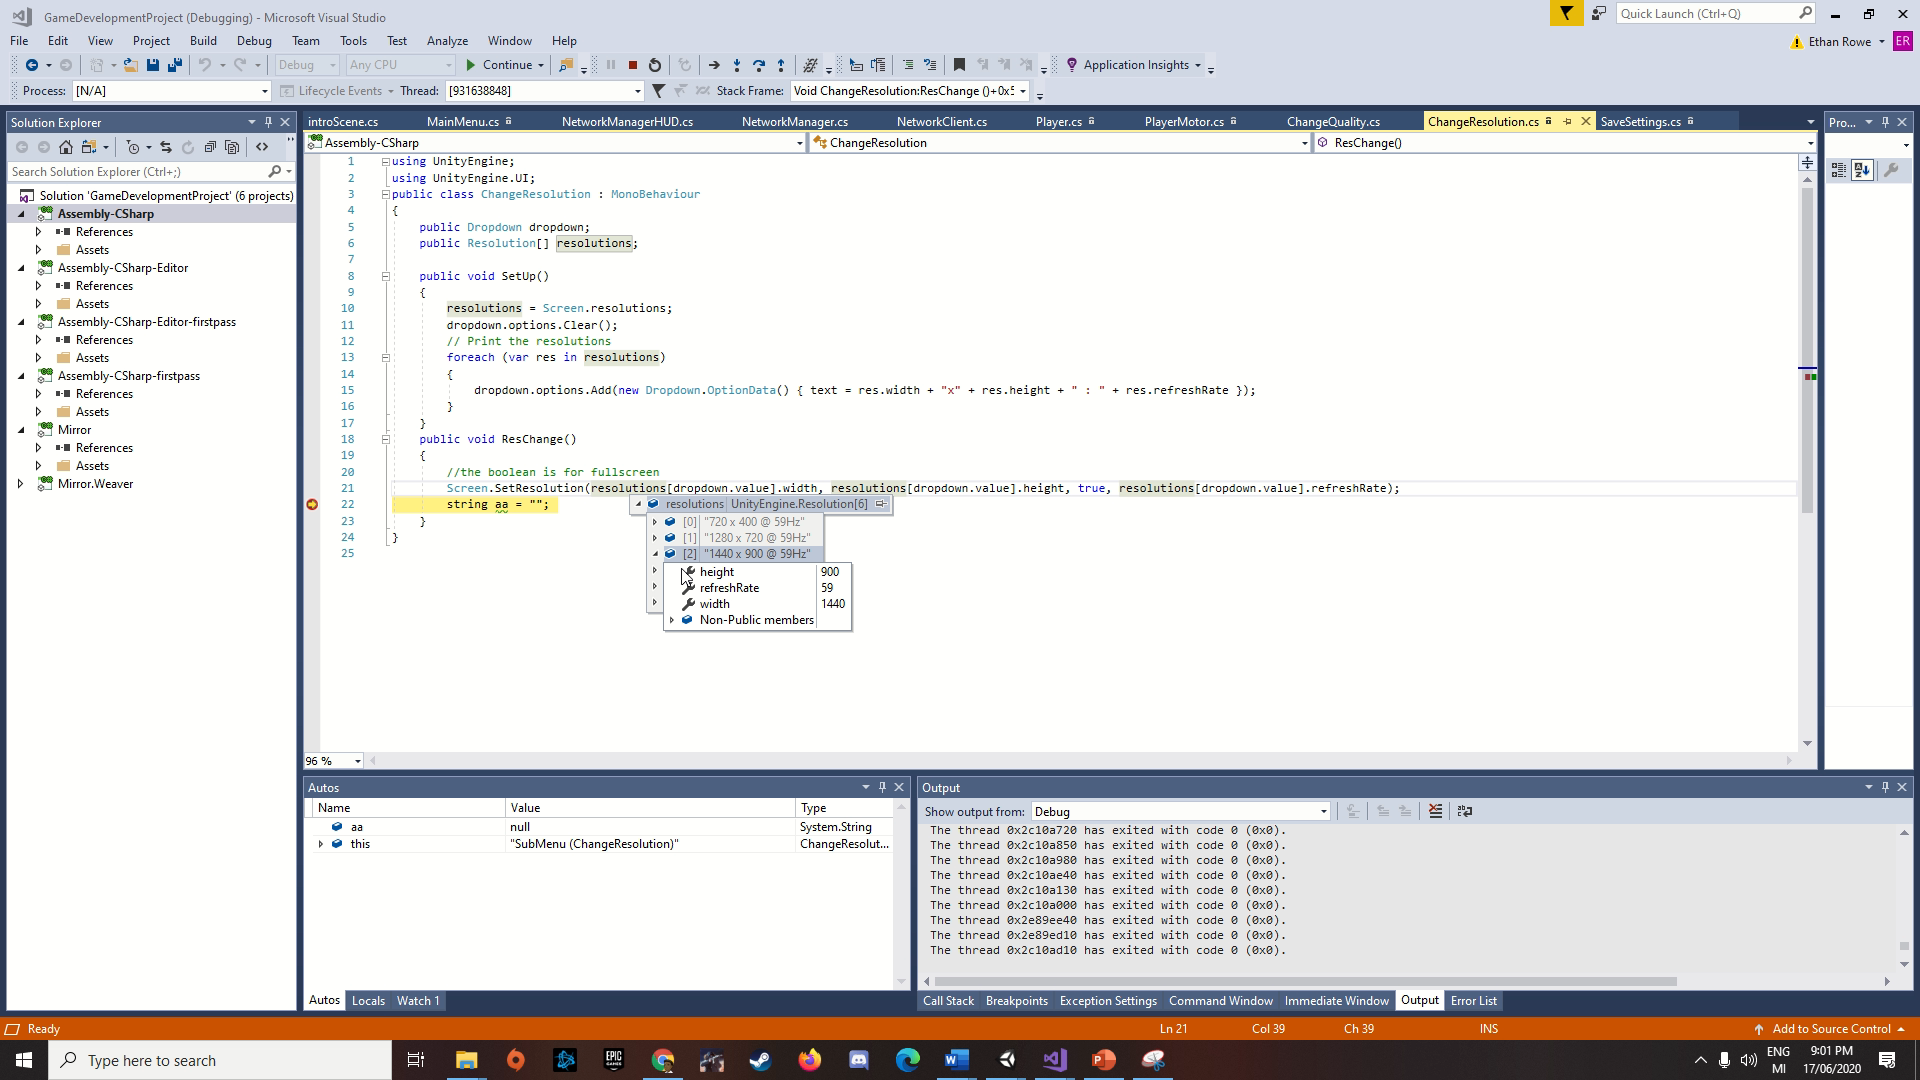 GameDevelopmentProject (Debugging) - Microsoft Visual Studio
Quick Launch (Ctrl+Q)
File Edit View Project Build Debug Team Tools Test Analyze Window Help
Ethan Rowe ER
Debug Any CPU Continue Application Insights
Process: [N/A] Lifecycle Events Thread: [931638848] Stack Frame: Void ChangeResolution:ResChange ()+0x5
Solution Explorer
introScene.cs MainMenu.cs NetworkManagerHUD.cs NetworkManager.cs NetworkClient.cs Player.cs PlayerMotor.cs ChangeQuality.cs ChangeResolution.cs SaveSettings.cs
Pro...
Assembly-CSharp ChangeResolution ResChange()
Search Solution Explorer (Ctrl+;)
Solution 'GameDevelopmentProject' (6 projects)
Assembly-CSharp
References
Assets
Assembly-CSharp-Editor
References
Assets
Assembly-CSharp-Editor-firstpass
References
Assets
Assembly-CSharp-firstpass
References
Assets
Mirror
References
Assets
Mirror.Weaver
1 using UnityEngine;
2 using UnityEngine.UI;
3 public class ChangeResolution : MonoBehaviour
4 {
5 public Dropdown dropdown;
6 public Resolution[] resolutions;
7
8 public void SetUp()
9 {
10 resolutions = Screen.resolutions;
11 dropdown.options.Clear();
12 // Print the resolutions
13 foreach (var res in resolutions)
14 {
15 dropdown.options.Add(new Dropdown.OptionData() { text = res.width + "x" + res.height + " : " + res.refreshRate });
16 }
17 }
18 public void ResChange()
19 {
20 //the boolean is for fullscreen
21 Screen.SetResolution(resolutions[dropdown.value].width, resolutions[dropdown.value].height, true, resolutions[dropdown.value].refreshRate);
22 string aa = "";
23 }
24 }
25
resolutions UnityEngine.Resolution[6]
[0] "720 x 400 @ 59Hz"
[1] "1280 x 720 @ 59Hz"
[2] "1440 x 900 @ 59Hz"
height 900
refreshRate 59
width 1440
Non-Public members
96 %
Autos
Name Value Type
aa null System.String
this "SubMenu (ChangeResolution)" ChangeResolut...
Autos Locals Watch 1
Output
Show output from: Debug
The thread 0x2c10a720 has exited with code 0 (0x0).
The thread 0x2c10a850 has exited with code 0 (0x0).
The thread 0x2c10a980 has exited with code 0 (0x0).
The thread 0x2c10ae40 has exited with code 0 (0x0).
The thread 0x2c10a130 has exited with code 0 (0x0).
The thread 0x2c10a000 has exited with code 0 (0x0).
The thread 0x2e89ee40 has exited with code 0 (0x0).
The thread 0x2e89ed10 has exited with code 0 (0x0).
The thread 0x2c10ad10 has exited with code 0 (0x0).
Call Stack Breakpoints Exception Settings Command Window Immediate Window Output Error List
Ready Ln 21 Col 39 Ch 39 INS Add to Source Control
Type here to search
EPIC GAMES
ENG
MI
9:01 PM
17/06/2020